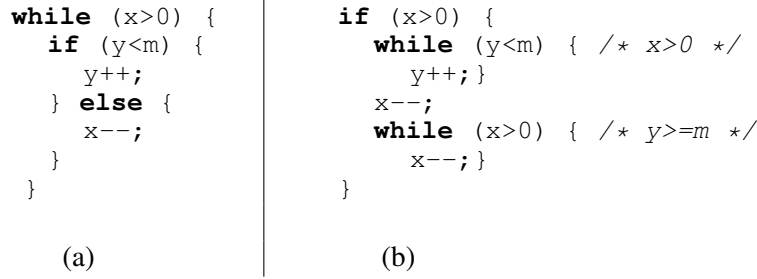 while (x>0) {
  if (y<m) {
    y++;
  } else {
    x--;
  }
}
(a)
if (x>0) {
  while (y<m) { /* x>0 */
    y++;}
  x--;
  while (x>0) { /* y>=m */
    x--;}
}
(b)